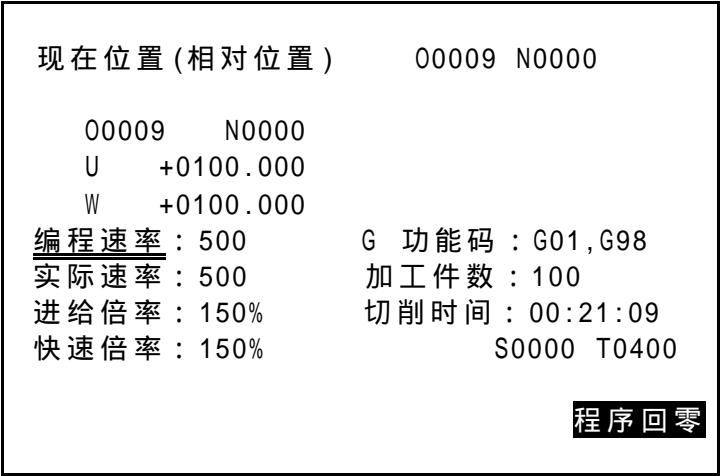 现在位置(相对位置) O0009 N0000
O0009 N0000
U +0100.000
W +0100.000
编程速率：500 G 功能码：G01,G98
实际速率：500 加工件数：100
进给倍率：150% 切削时间：00:21:09
快速倍率：150% S0000 T0400
程序回零